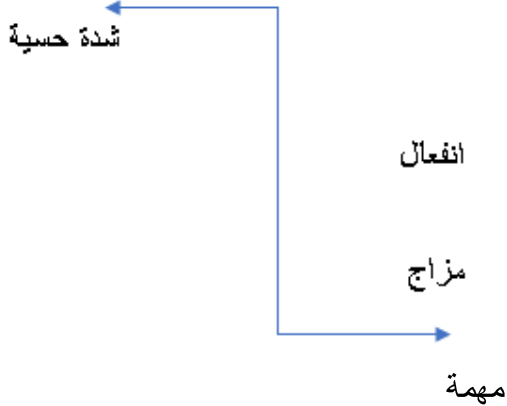 شدة حسية
انفعال
مزاج
مهمة